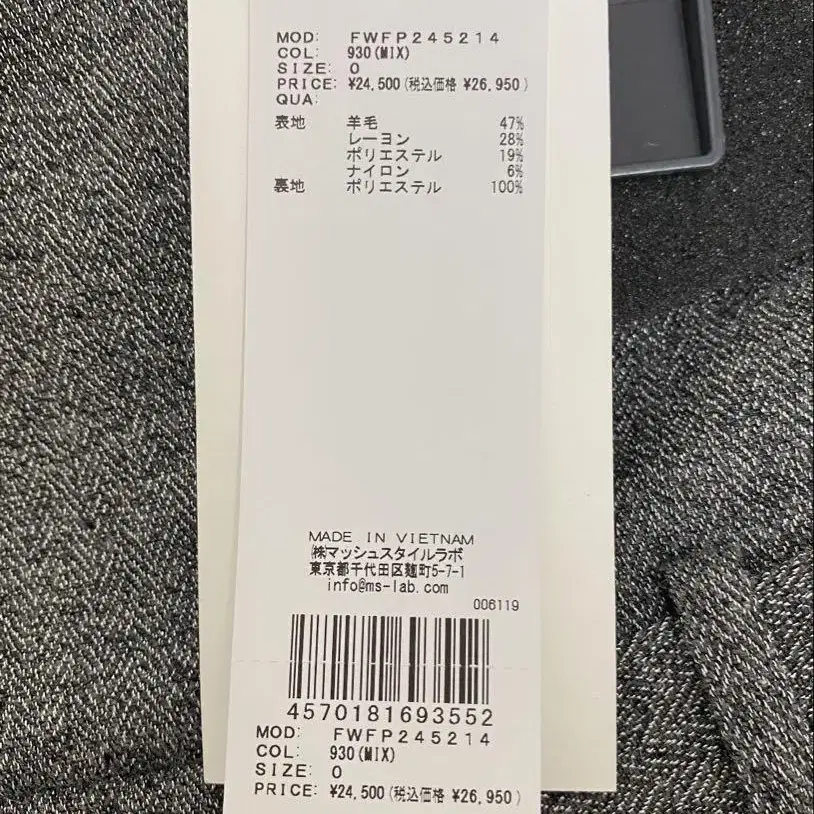 MOD: FWFP245214
COL: 930(MIX)
SIZE: 0
PRICE: ¥24,500(税込価格 ¥26,950)
QUA:
表地 羊毛 47%
レーヨン 28%
ポリエステル 19%
ナイロン 6%
裏地 ポリエステル 100%
MADE IN VIETNAM
㈱マッシュスタイルラボ
東京都千代田区麹町5-7-1
info@ms-lab.com
006119
4570181693552
MOD: FWFP245214
COL: 930(MIX)
SIZE: 0
PRICE: ¥24,500(税込価格 ¥26,950)